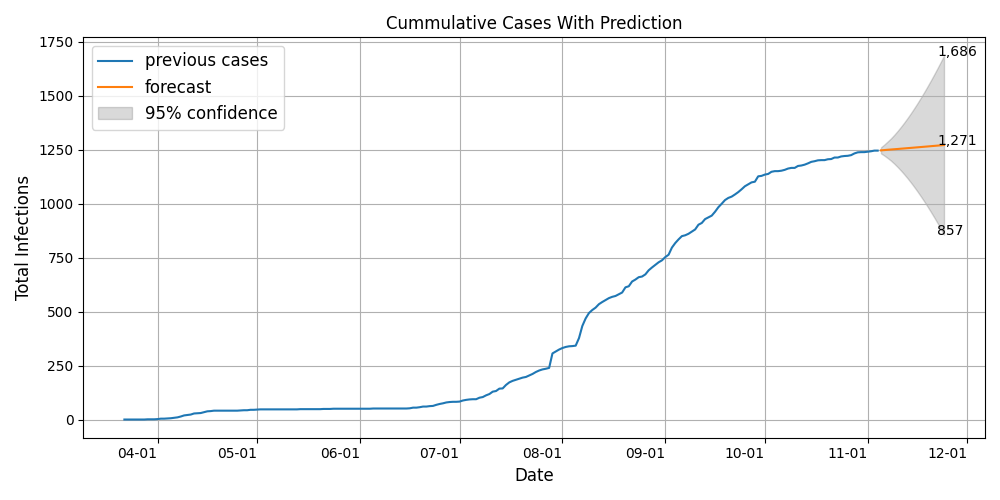 Cummulative Cases With Prediction
Total Infections
1750
1500
1250
1000
750
500
250
0
previous cases
forecast
95% confidence
1,686
1,271
857
04-01 05-01 06-01 07-01 08-01 09-01 10-01 11-01 12-01
Date